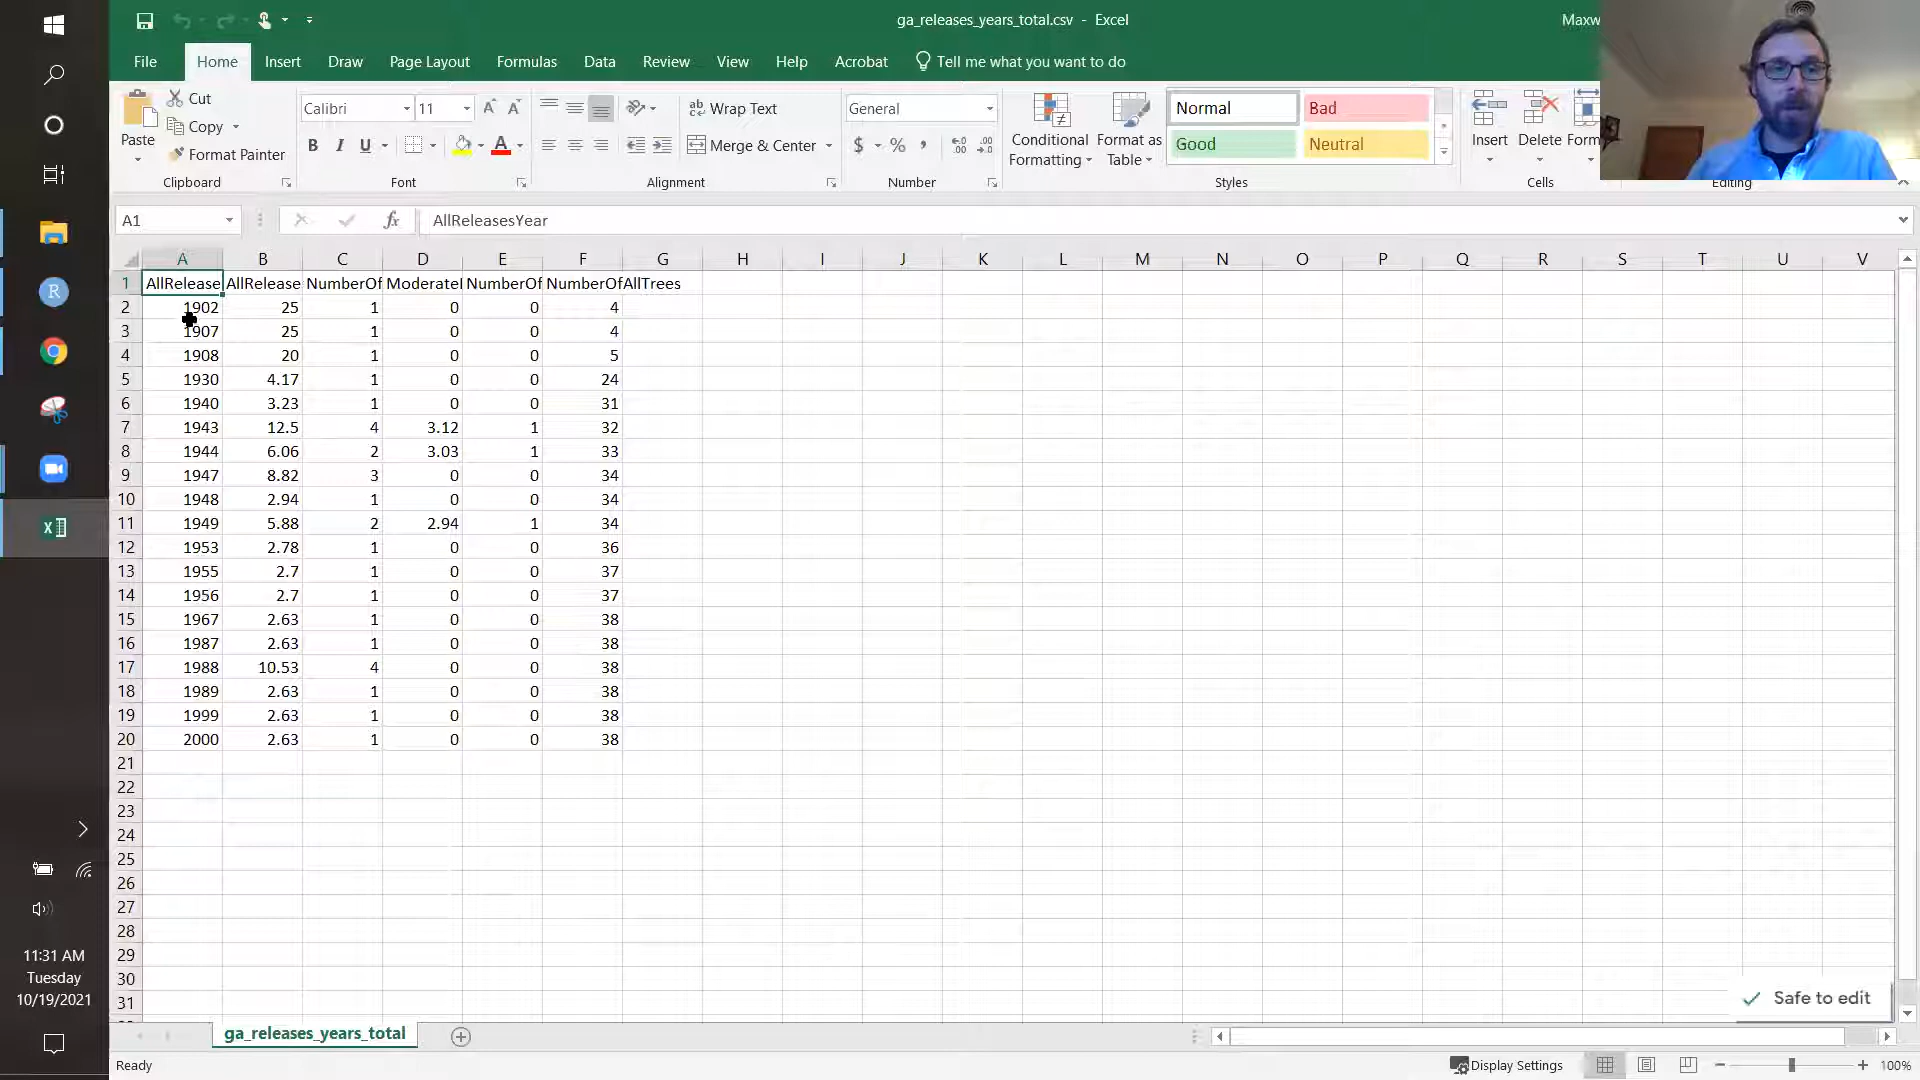 ga_releases_years_total.csv - Excel
Maxw
File Home Insert Draw Page Layout Formulas Data Review View Help Acrobat Tell me what you want to do
Paste
Cut
Copy
Format Painter
Clipboard
Calibri 11
B I U
Font
Wrap Text
Merge & Center
Alignment
General
$ % ,
Number
Conditional Formatting
Format as Table
Normal Bad
Good Neutral
Styles
Insert Delete Form
Cells
Editing
A1 fx AllReleasesYear
A B C D E F G H I J K L M N O P Q R S T U V
1 AllRelease AllRelease NumberOf Moderatel NumberOf NumberOfAllTrees
2 1902 25 1 0 0 4
3 1907 25 1 0 0 4
4 1908 20 1 0 0 5
5 1930 4.17 1 0 0 24
6 1940 3.23 1 0 0 31
7 1943 12.5 4 3.12 1 32
8 1944 6.06 2 3.03 1 33
9 1947 8.82 3 0 0 34
10 1948 2.94 1 0 0 34
11 1949 5.88 2 2.94 1 34
12 1953 2.78 1 0 0 36
13 1955 2.7 1 0 0 37
14 1956 2.7 1 0 0 37
15 1967 2.63 1 0 0 38
16 1987 2.63 1 0 0 38
17 1988 10.53 4 0 0 38
18 1989 2.63 1 0 0 38
19 1999 2.63 1 0 0 38
20 2000 2.63 1 0 0 38
21
22
23
24
25
26
27
28
29
30
31
11:31 AM
Tuesday
10/19/2021
Safe to edit
ga_releases_years_total
Ready
Display Settings
100%